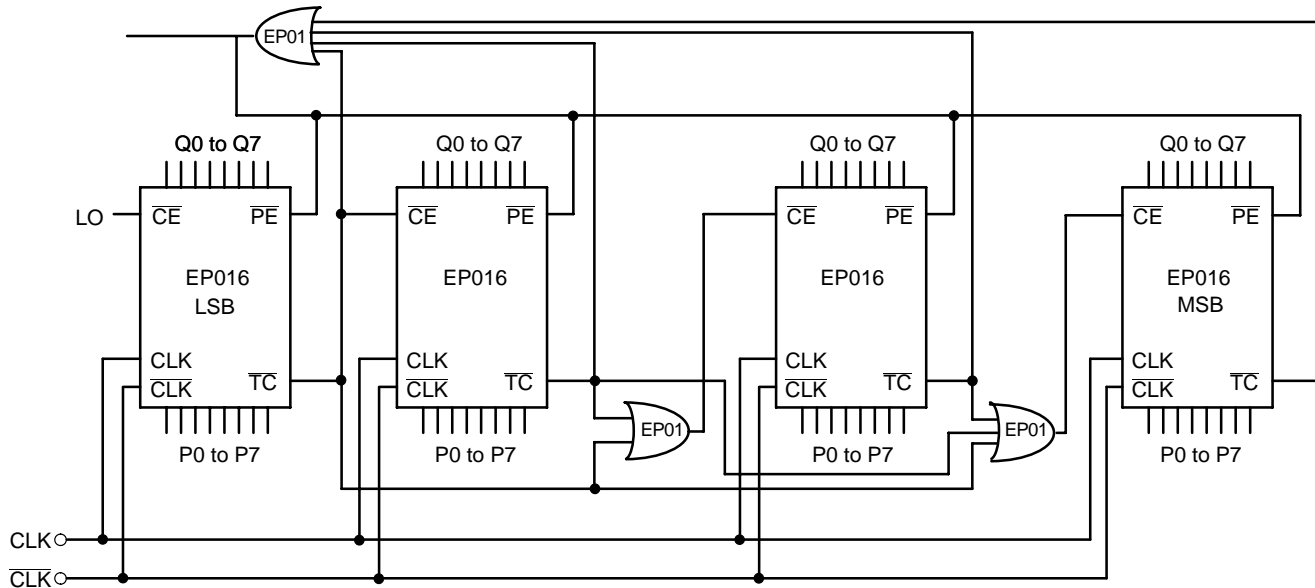 EP01
Q0 to Q7
Q0 to Q7
Q0 to Q7
Q0 to Q7
LO
CE
PE
CE
PE
CE
PE
CE
PE
EP016
LSB
EP016
EP016
EP016
MSB
CLK
CLK
TC
CLK
CLK
TC
CLK
CLK
TC
CLK
CLK
TC
EP01
EP01
P0 to P7
P0 to P7
P0 to P7
P0 to P7
CLK
CLK